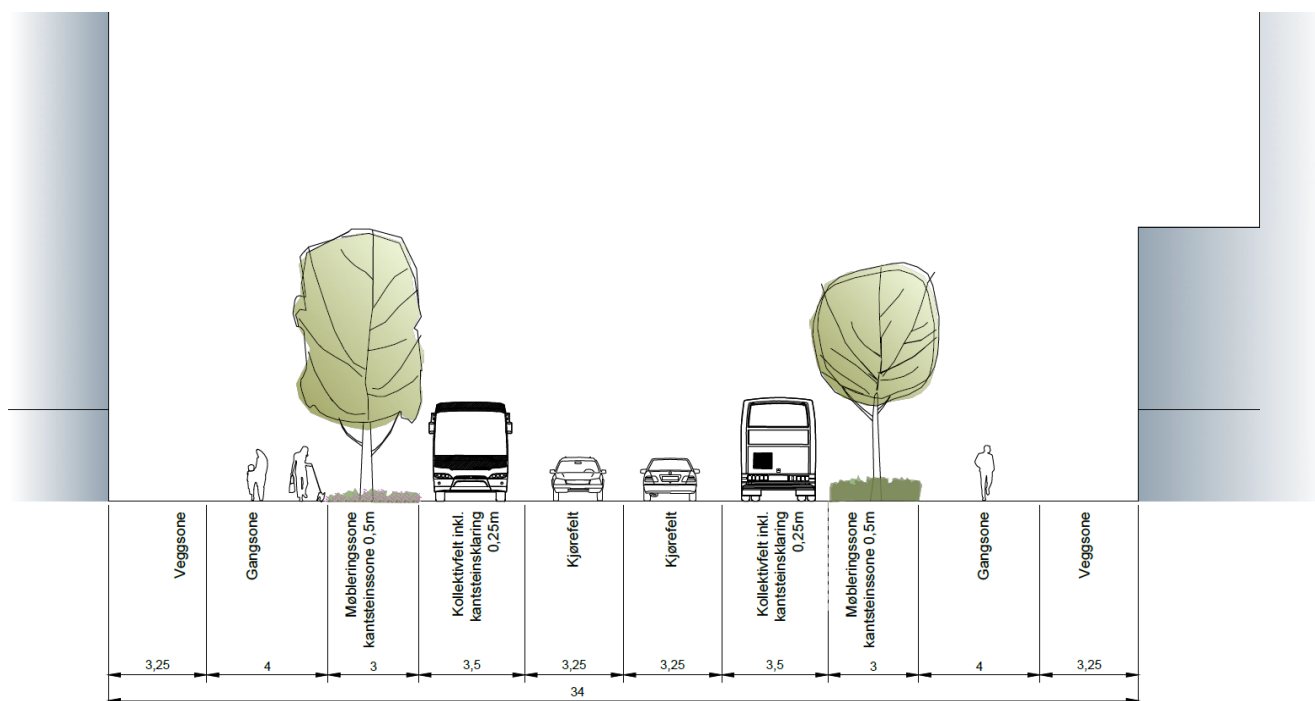 Veggsone
Gangsone
Møbleringssone
kantsteinssone 0,5m
Kollektivfelt inkl.
kantsteinsklaring
0,25m
Kjørefelt
Kjørefelt
Kollektivfelt inkl.
kantsteinsklaring
0,25m
Møbleringssone
kantsteinssone 0,5m
Gangsone
Veggsone
3,25 4 3 3,5 3,25 3,25 3,5 3 4 3,25
34